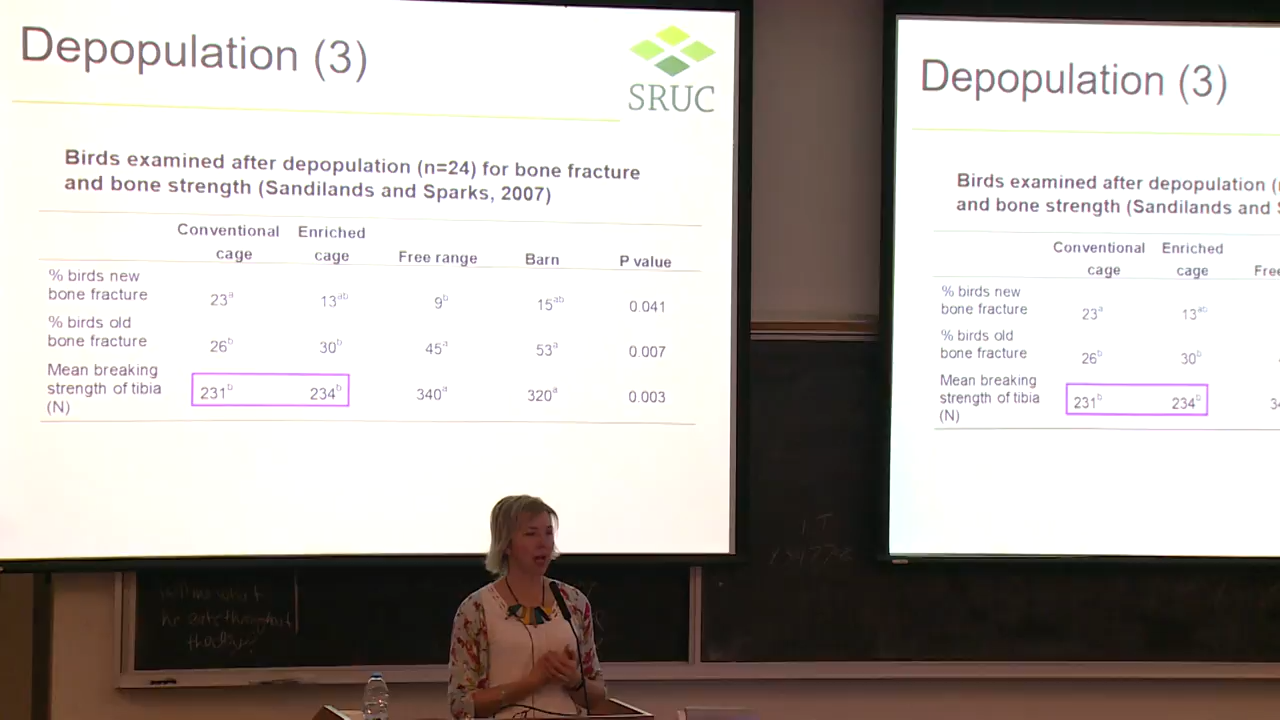 Depopulation (3)
SRUC
Birds examined after depopulation (n=24) for bone fracture
and bone strength (Sandilands and Sparks, 2007)
Conventional cage Enriched cage Free range Barn P value
% birds new bone fracture 23ᵃ 13ᵃᵇ 9ᵇ 15ᵃᵇ 0.041
% birds old bone fracture 26ᵇ 30ᵇ 45ᵃ 53ᵃ 0.007
Mean breaking strength of tibia (N) 231ᵇ 234ᵇ 340ᵃ 320ᵃ 0.003
Depopulation (3)
Birds examined after depopulation (
and bone strength (Sandilands and
Conventional cage Enriched cage Free
% birds new bone fracture 23ᵃ 13ᵃᵇ
% birds old bone fracture 26ᵇ 30ᵇ
Mean breaking strength of tibia (N) 231ᵇ 234ᵇ 34